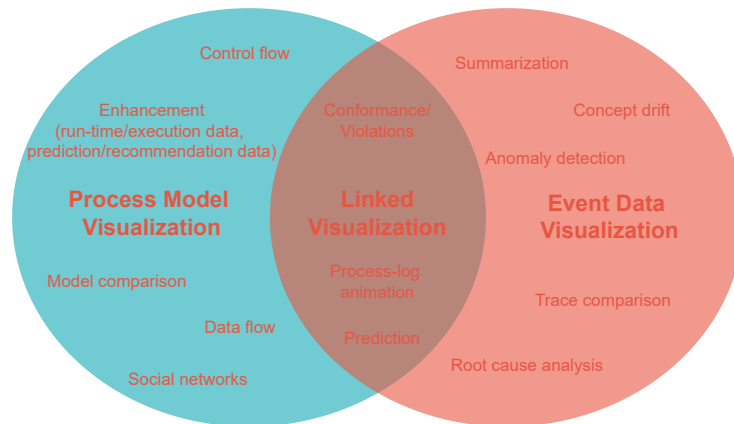 Control flow
Enhancement
(run-time/execution data,
prediction/recommendation data)
Process Model
Visualization
Model comparison
Data flow
Social networks
Conformance/
Violations
Linked
Visualization
Process-log
animation
Prediction
Summarization
Concept drift
Anomaly detection
Event Data
Visualization
Trace comparison
Root cause analysis